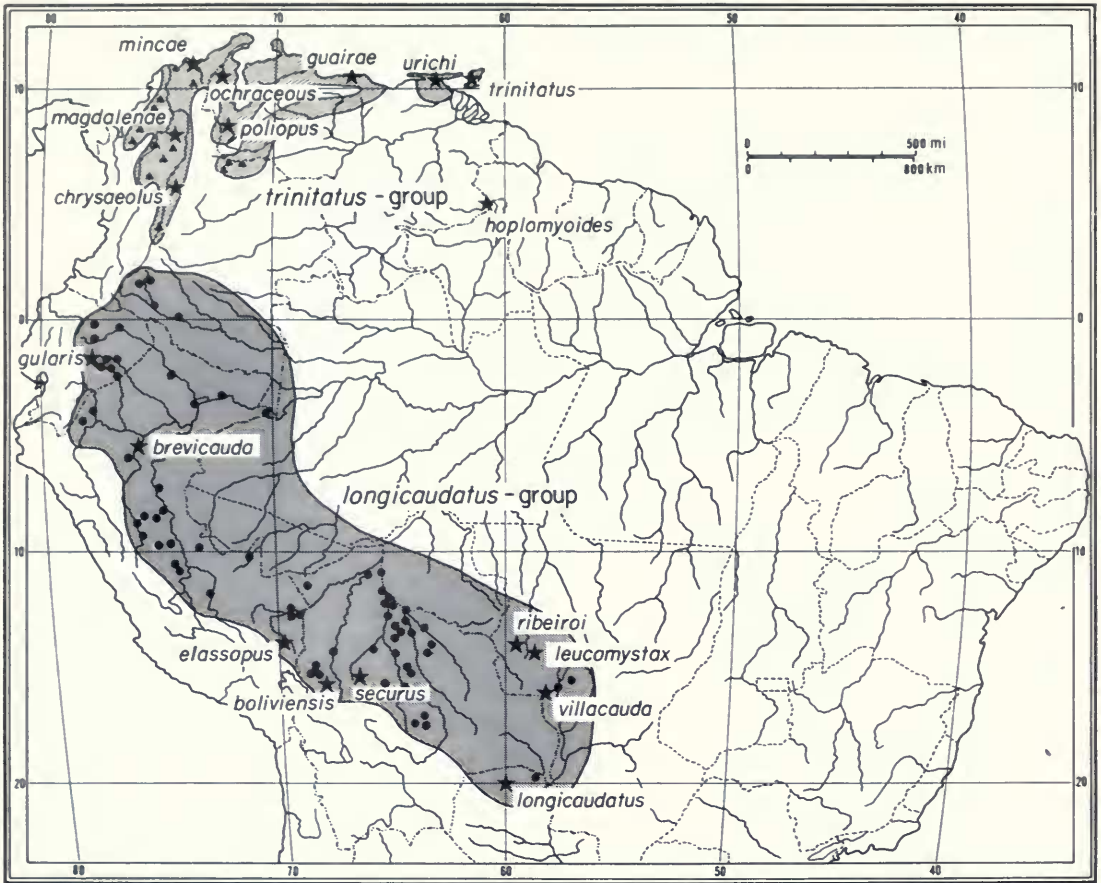 80 70 60 50 40
mincae
guairae
urichi
ochraceous
trinitatus
10 10
magdalenae
poliopus
0 500 mi
0 800 km
chrysaeolus
trinitatus - group
hoplomyoides
0 0
gularis
brevicauda
longicaudatus - group
10 10
ribeiroi
elassopus
leucomystax
securus
boliviensis
villacauda
20 20
longicaudatus
80 70 60 50 40